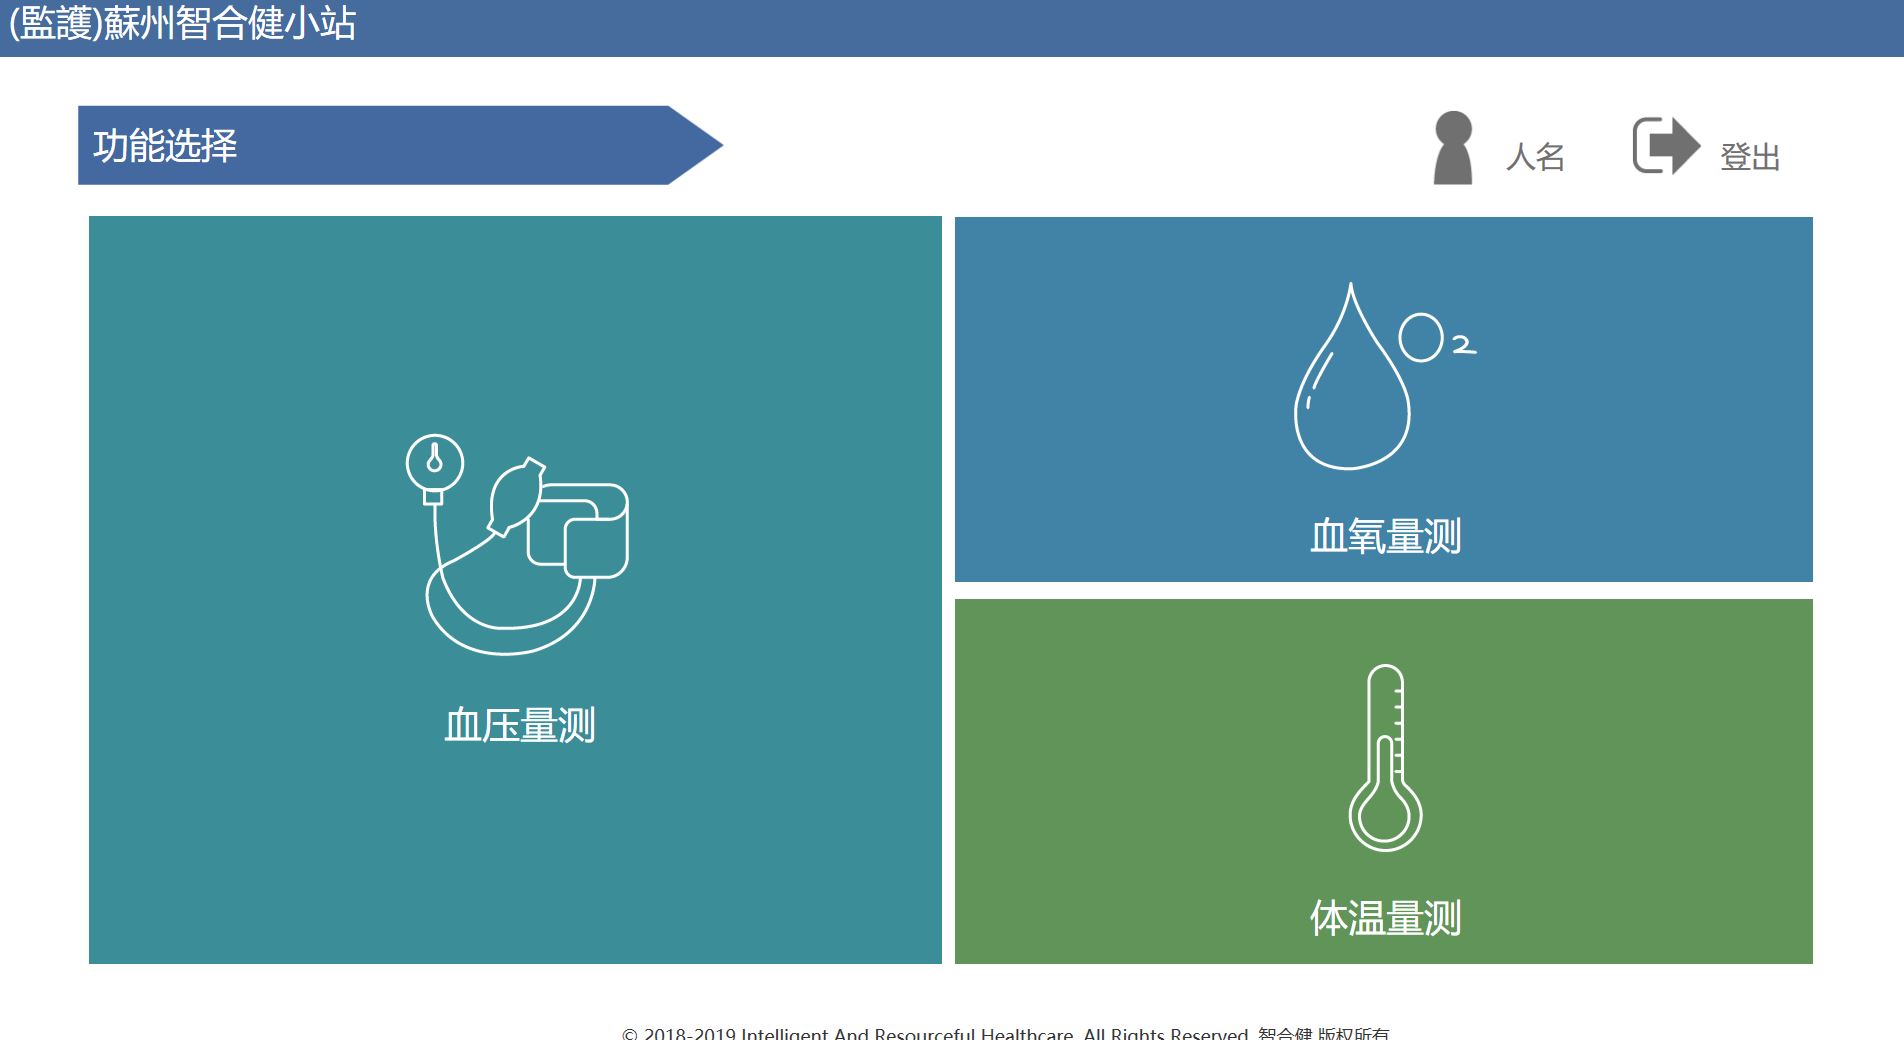 (監護)蘇州智合健小站
功能选择
人名
登出
O2
血氧量测
血压量测
体温量测
© 2018-2019 Intelligent And Resourceful Healthcare. All Rights Reserved. 智合健 版权所有